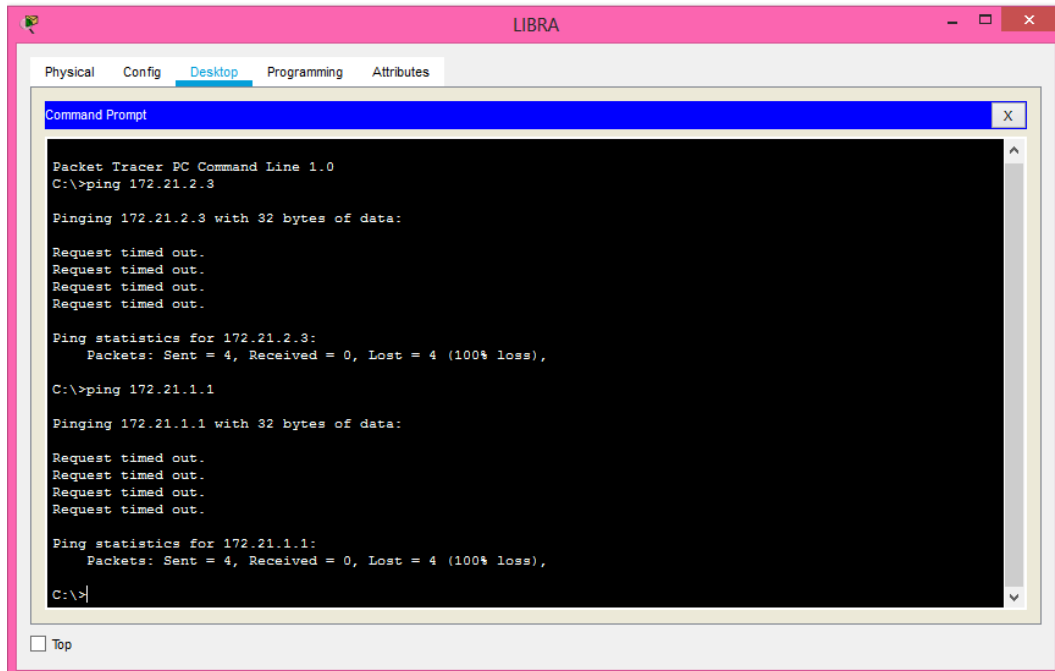 LIBRA
Physical Config Desktop Programming Attributes
Command Prompt
X
Packet Tracer PC Command Line 1.0
C:\>ping 172.21.2.3
Pinging 172.21.2.3 with 32 bytes of data:
Request timed out.
Request timed out.
Request timed out.
Request timed out.
Ping statistics for 172.21.2.3:
    Packets: Sent = 4, Received = 0, Lost = 4 (100% loss),
C:\>ping 172.21.1.1
Pinging 172.21.1.1 with 32 bytes of data:
Request timed out.
Request timed out.
Request timed out.
Request timed out.
Ping statistics for 172.21.1.1:
    Packets: Sent = 4, Received = 0, Lost = 4 (100% loss),
C:\>
Top